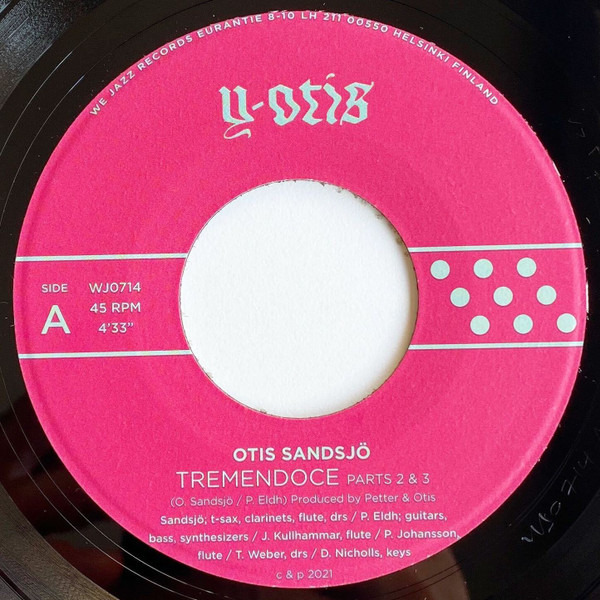 WE JAZZ RECORDS EURANTIE 8-10 LH 211 00550 HELSINKI FINLAND
y-otis
SIDE A
WJ0714
45 RPM
4'33"
OTIS SANDSJÖ
TREMENDOCE PARTS 2 & 3
(O. Sandsjö / P. Eldh) Produced by Petter & Otis
Sandsjö; t-sax, clarinets, flute, drs / P. Eldh; guitars,
bass, synthesizers / J. Kullhammar, flute / P. Johansson,
flute / T. Weber, drs / D. Nicholls, keys
c & p 2021